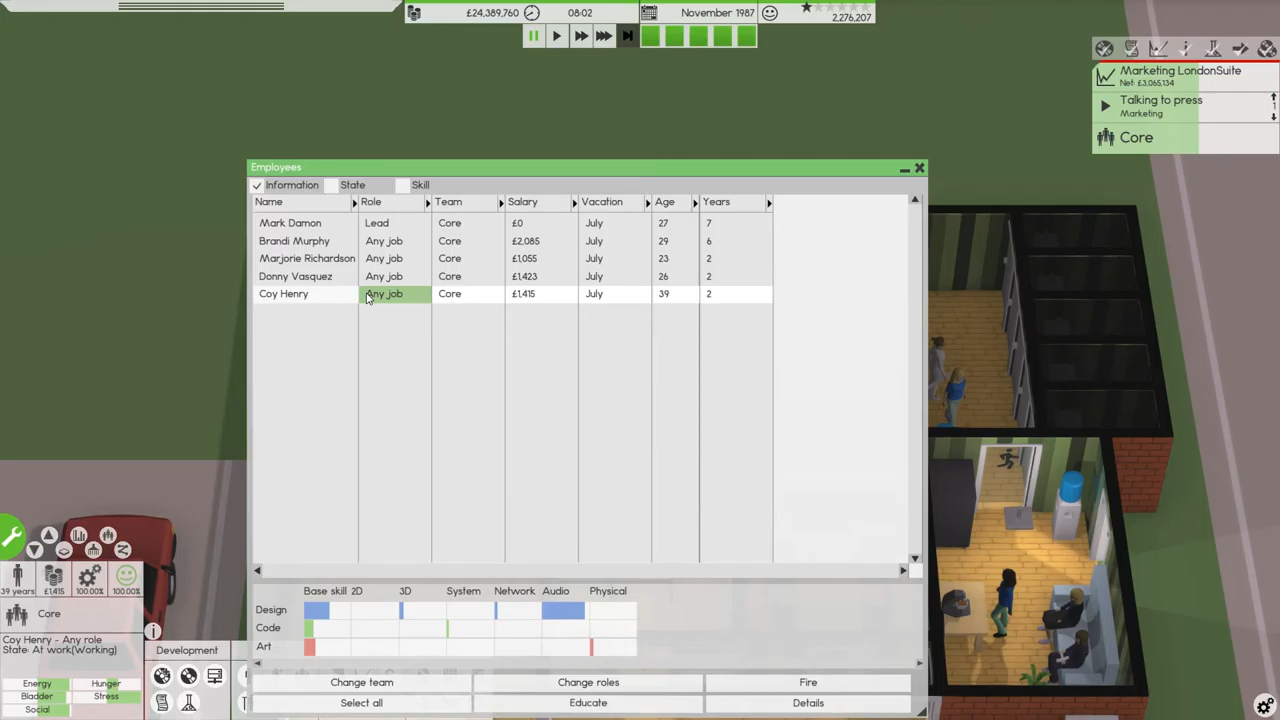 £24,389,760 08-02 November 1987 2,276,207
Marketing LondonSuite
Net: £3,065,134
Talking to press
Marketing
1
Core
Employees
Information State Skill
Name Role Team Salary Vacation Age Years
Mark Damon Lead Core £0 July 27 7
Brandi Murphy Any job Core £2,085 July 29 6
Marjorie Richardson Any job Core £1,055 July 23 2
Donny Vasquez Any job Core £1,423 July 26 2
Coy Henry Any job Core £1,415 July 39 2
Base skill 2D 3D System Network Audio Physical
Design
Code
Art
Change team Change roles Fire
Select all Educate Details
39 years £1,415 100.00% 100.00%
Core
Coy Henry - Any role
State: At work(Working)
Energy Hunger
Bladder Stress
Social
Development